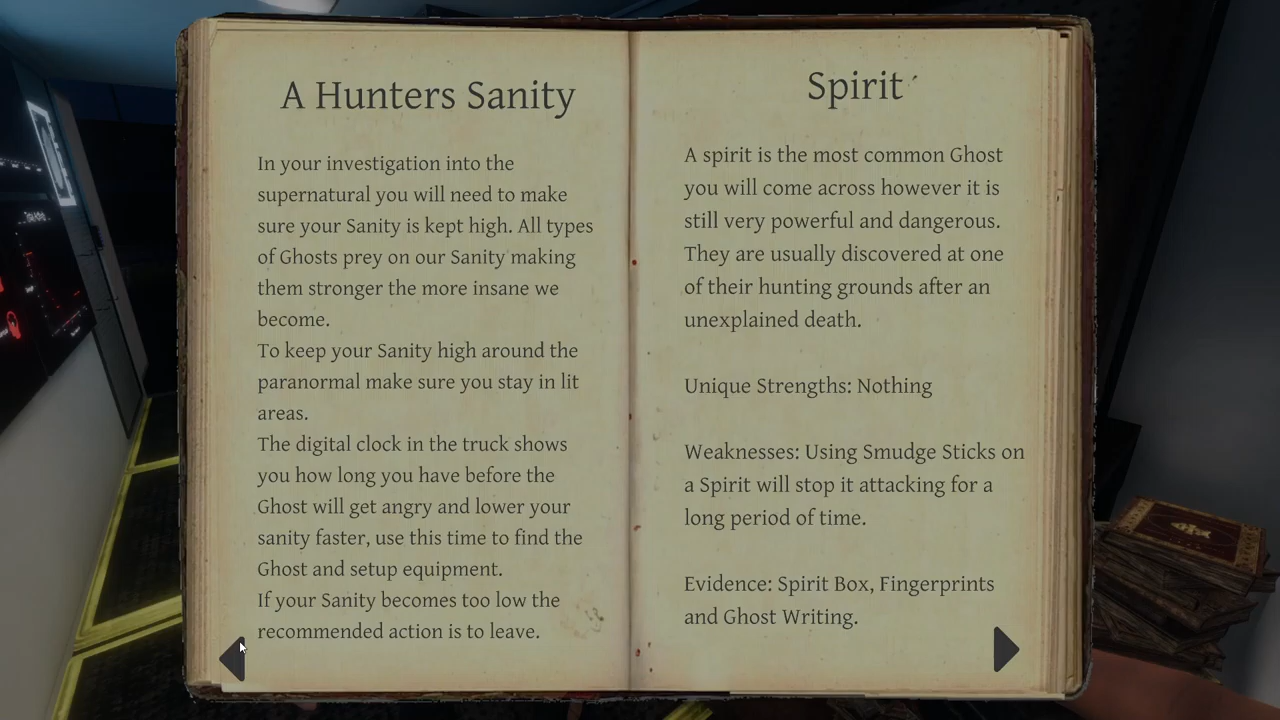 A Hunters Sanity
In your investigation into the
supernatural you will need to make
sure your Sanity is kept high. All types
of Ghosts prey on our Sanity making
them stronger the more insane we
become.
To keep your Sanity high around the
paranormal make sure you stay in lit
areas.
The digital clock in the truck shows
you how long you have before the
Ghost will get angry and lower your
sanity faster, use this time to find the
Ghost and setup equipment.
If your Sanity becomes too low the
recommended action is to leave.
Spirit
A spirit is the most common Ghost
you will come across however it is
still very powerful and dangerous.
They are usually discovered at one
of their hunting grounds after an
unexplained death.
Unique Strengths: Nothing
Weaknesses: Using Smudge Sticks on
a Spirit will stop it attacking for a
long period of time.
Evidence: Spirit Box, Fingerprints
and Ghost Writing.